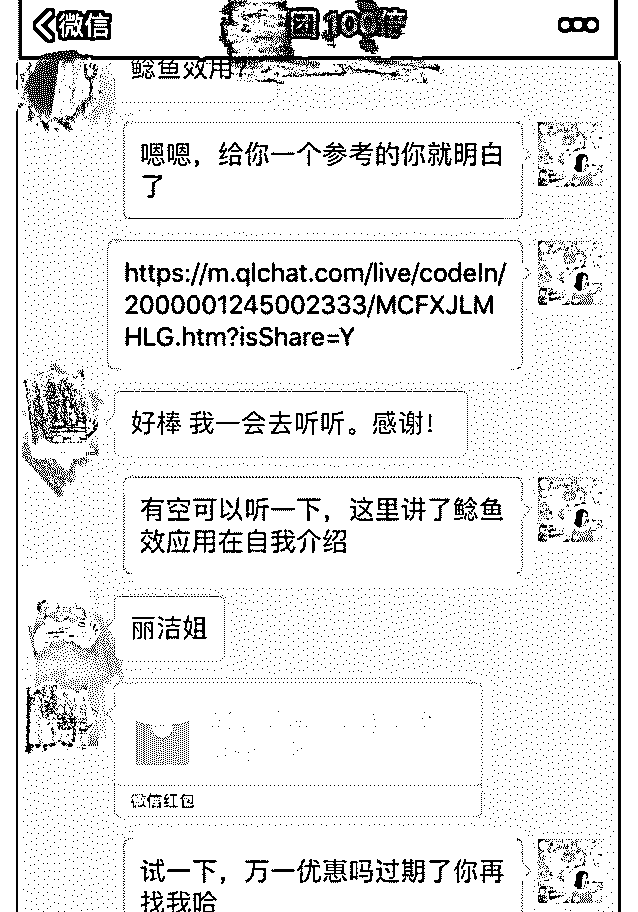 微信
团 100倍
鲶鱼效用?
嗯嗯，给你一个参考的你就明白
了
https://m.qlchat.com/live/codeIn/
2000001245002333/MCFXJLM
HLG.htm?isShare=Y
好棒 我一会去听听。感谢!
有空可以听一下，这里讲了鲶鱼
效应用在自我介绍
丽洁姐
微信红包
试一下，万一优惠吗过期了你再
找我哈